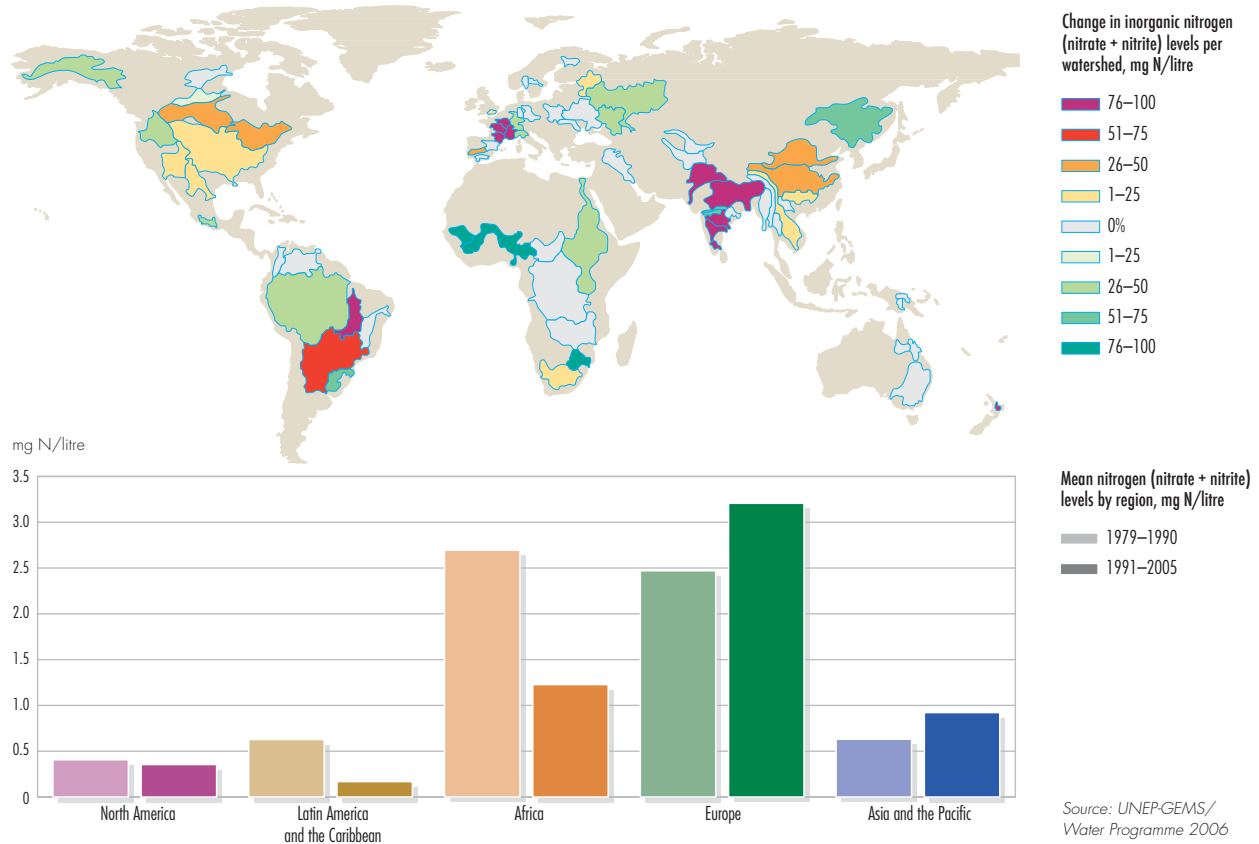 Change in inorganic nitrogen
(nitrate + nitrite) levels per
watershed, mg N/litre
76–100
51–75
26–50
1–25
0%
1–25
26–50
51–75
76–100
mg N/litre
3.5
3.0
2.5
2.0
1.5
1.0
0.5
0
North America
Latin America
and the Caribbean
Africa
Europe
Asia and the Pacific
Mean nitrogen (nitrate + nitrite)
levels by region, mg N/litre
1979–1990
1991–2005
Source: UNEP-GEMS/
Water Programme 2006